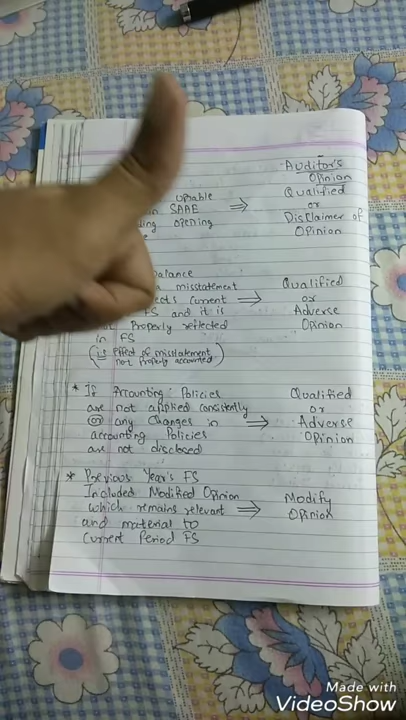 Auditor's
Opinion
unable Qualified
in SAAE ⇒ or
opening Disclaimer of
Opinion
balance
a misstatement Qualified
current ⇒ or
FS and it is Adverse
Properly reflected Opinion
in FS
(ie effect of misstatement
not properly accounted)
* If Accounting Policies Qualified
are not applied consistently or
or any Changes in ⇒ Adverse
accounting Policies Opinion
are not disclosed
* Previous Year's FS
Included Modified Opinion Modify
which remains relevant ⇒ Opinion
and material to
Current Period FS
Made with
VideoShow